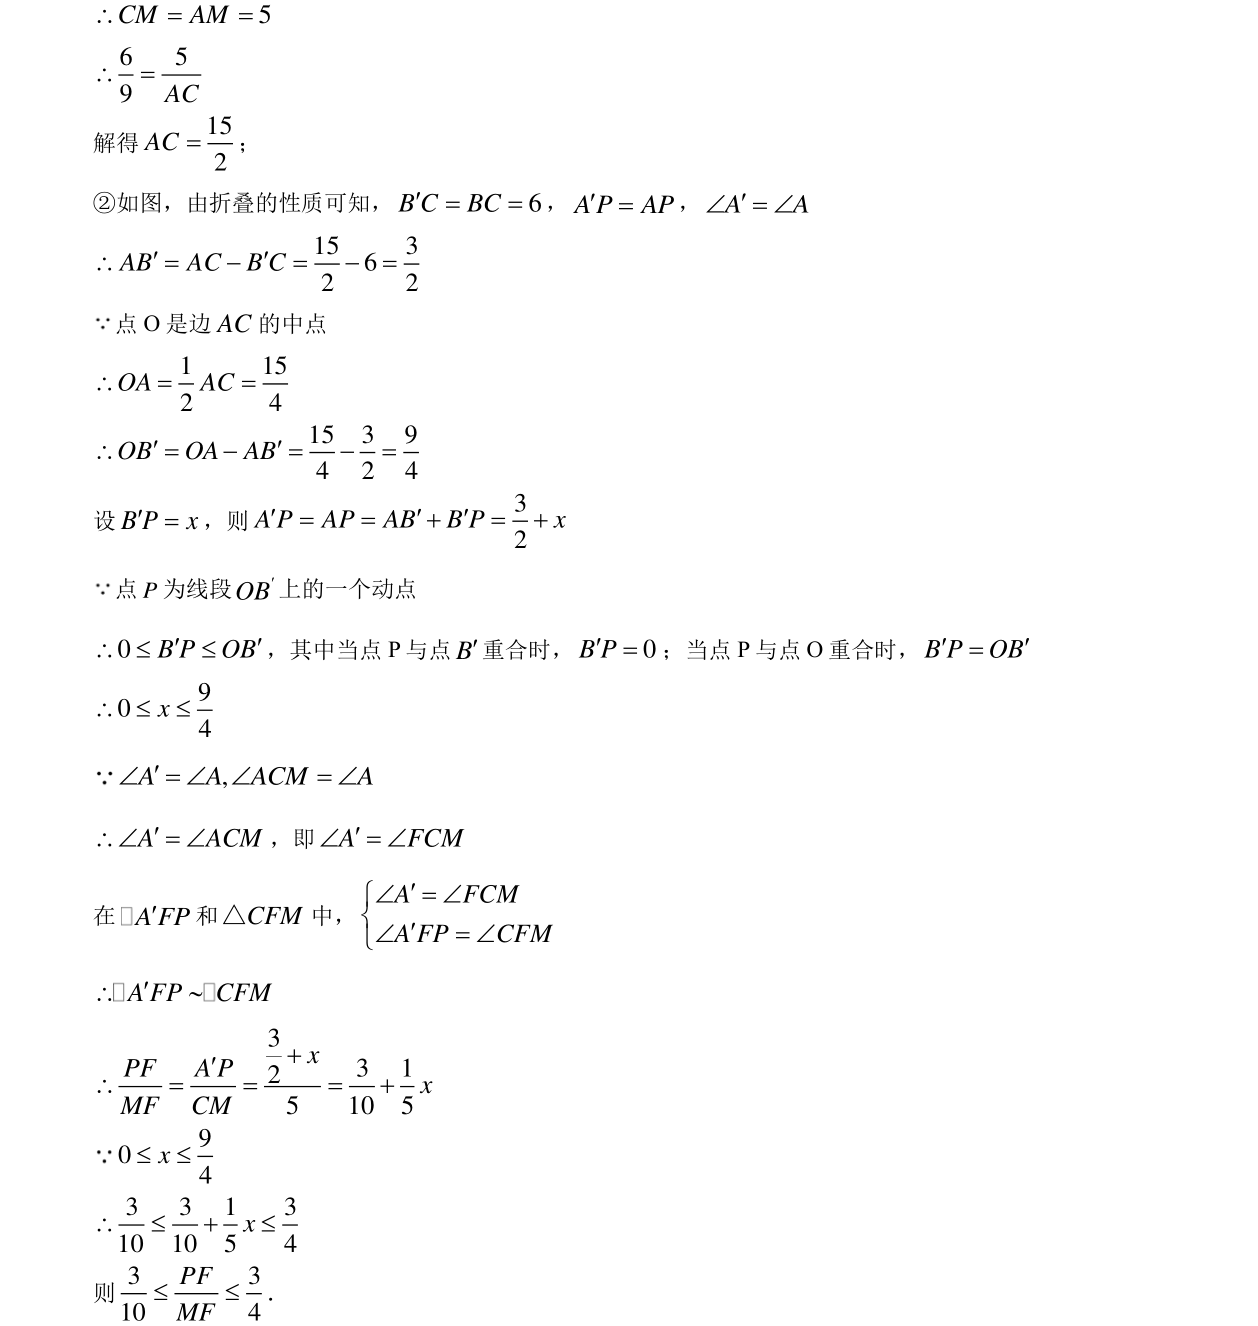 ∴CM = AM = 5
∴6/9 = 5/AC
解得 AC = 15/2；
②如图，由折叠的性质可知，B′C = BC = 6，A′P = AP，∠A′ = ∠A
∴AB′ = AC − B′C = 15/2 − 6 = 3/2
∵点 O 是边 AC 的中点
∴OA = 1/2 AC = 15/4
∴OB′ = OA − AB′ = 15/4 − 3/2 = 9/4
设 B′P = x，则 A′P = AP = AB′ + B′P = 3/2 + x
∵点 P 为线段 OB′ 上的一个动点
∴0 ≤ B′P ≤ OB′，其中当点 P 与点 B′ 重合时，B′P = 0；当点 P 与点 O 重合时，B′P = OB′
∴0 ≤ x ≤ 9/4
∵∠A′ = ∠A,∠ACM = ∠A
∴∠A′ = ∠ACM，即 ∠A′ = ∠FCM
在 □A′FP 和 △CFM 中，{∠A′ = ∠FCM
∠A′FP = ∠CFM
∴□A′FP ~ □CFM
∴PF/MF = A′P/CM = (3/2 + x)/5 = 3/10 + 1/5 x
∵0 ≤ x ≤ 9/4
∴3/10 ≤ 3/10 + 1/5 x ≤ 3/4
则 3/10 ≤ PF/MF ≤ 3/4．